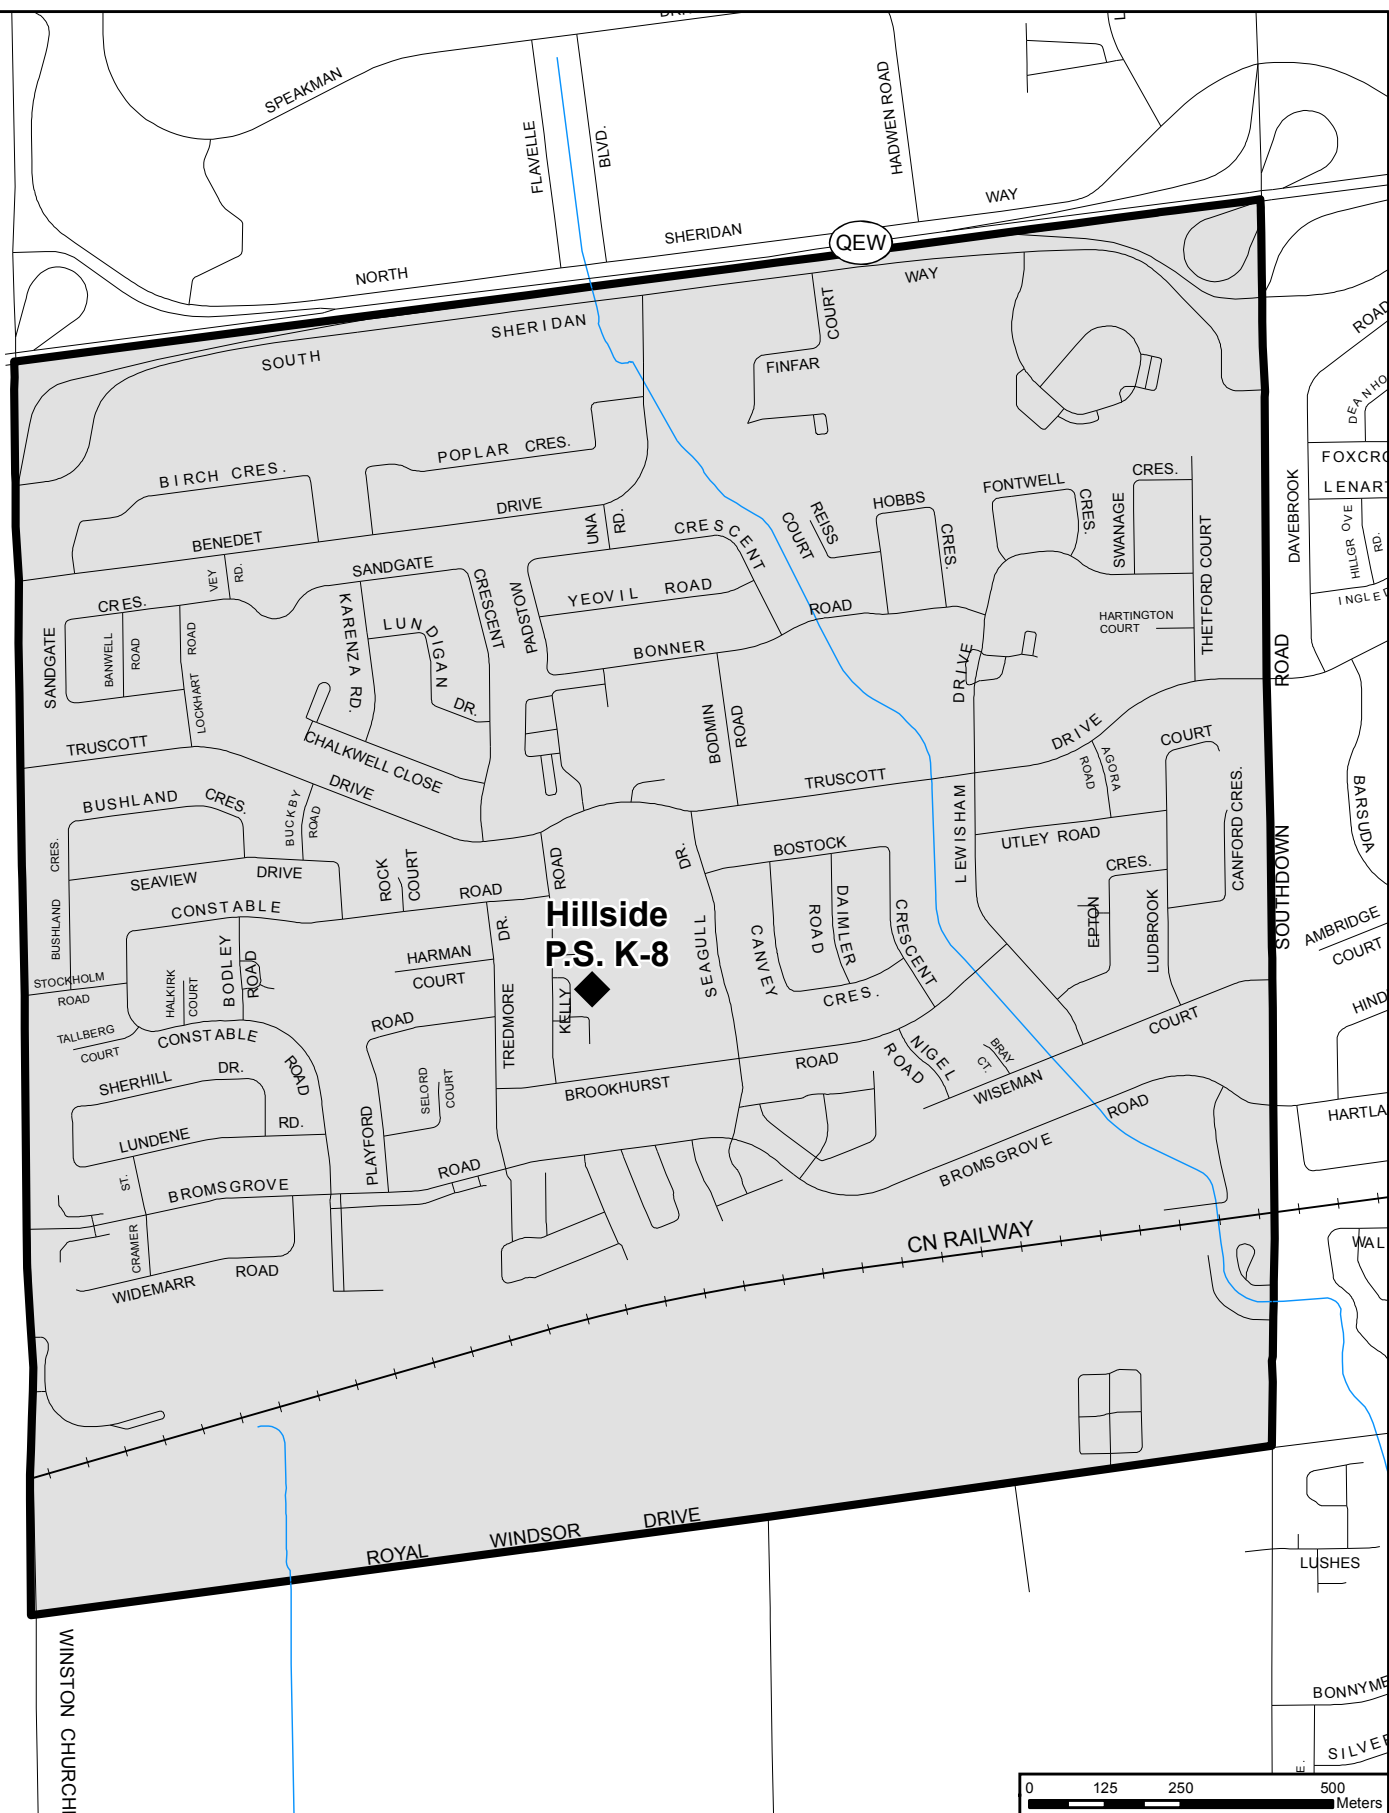 SPEAKMAN
FLAVELLE
BLVD.
HADWEN ROAD
NORTH
SHERIDAN
WAY
QEW
SOUTH
SHERIDAN
WAY
FINFAR
COURT
ROAD
BIRCH CRES.
POPLAR CRES.
BENEDET
DRIVE
UNA
RD.
CRESCENT
REISS
COURT
HOBBS
CRES.
FONTWELL
CRES.
SWANAGE
CRES.
THETFORD COURT
DAVEBROOK
HILLGROVE
RD.
VEY
RD.
SANDGATE
CRESCENT
CRES.
SANDGATE
BANWELL
ROAD
LOCKHART
ROAD
KARENZA RD.
LUNDIGAN
DR.
PADSTOW
YEOVIL ROAD
BONNER
ROAD
HARTINGTON
COURT
BODMIN
ROAD
LEWISHAM
DRIVE
ROAD
TRUSCOTT
DRIVE
CHALKWELL CLOSE
TRUSCOTT
DRIVE
AGORA
ROAD
COURT
CANFORD CRES.
BARSUDA
BUSHLAND CRES.
BUCKBY
ROAD
BUSHLAND
CRES.
SEAVIEW
DRIVE
ROCK
COURT
ROAD
CONSTABLE
ROAD
SEAGULL
DR.
BOSTOCK
CRESCENT
CANVEY
CRES.
DAIMLER
ROAD
UTLEY ROAD
EPTON
CRES.
LUDBROOK
SOUTHDOWN
AMBRIDGE
COURT
Hillside
P.S. K-8
STOCKHOLM
ROAD
TALLBERG
COURT
HALKIRK
COURT
BODLEY
ROAD
CONSTABLE
ROAD
HARMAN
COURT
TREDMORE
DR.
KELLY
ROAD
PLAYFORD
SELORD
COURT
BROOKHURST
ROAD
NIGEL
ROAD
BRAY
CT.
WISEMAN
COURT
SHERHILL
DR.
LUNDENE
RD.
CRAMER
ST.
BROMSGROVE
ROAD
BROMSGROVE
ROAD
WIDEMARR
ROAD
CN RAILWAY
ROYAL WINDSOR DRIVE
LUSHES
0 125 250 500
Meters